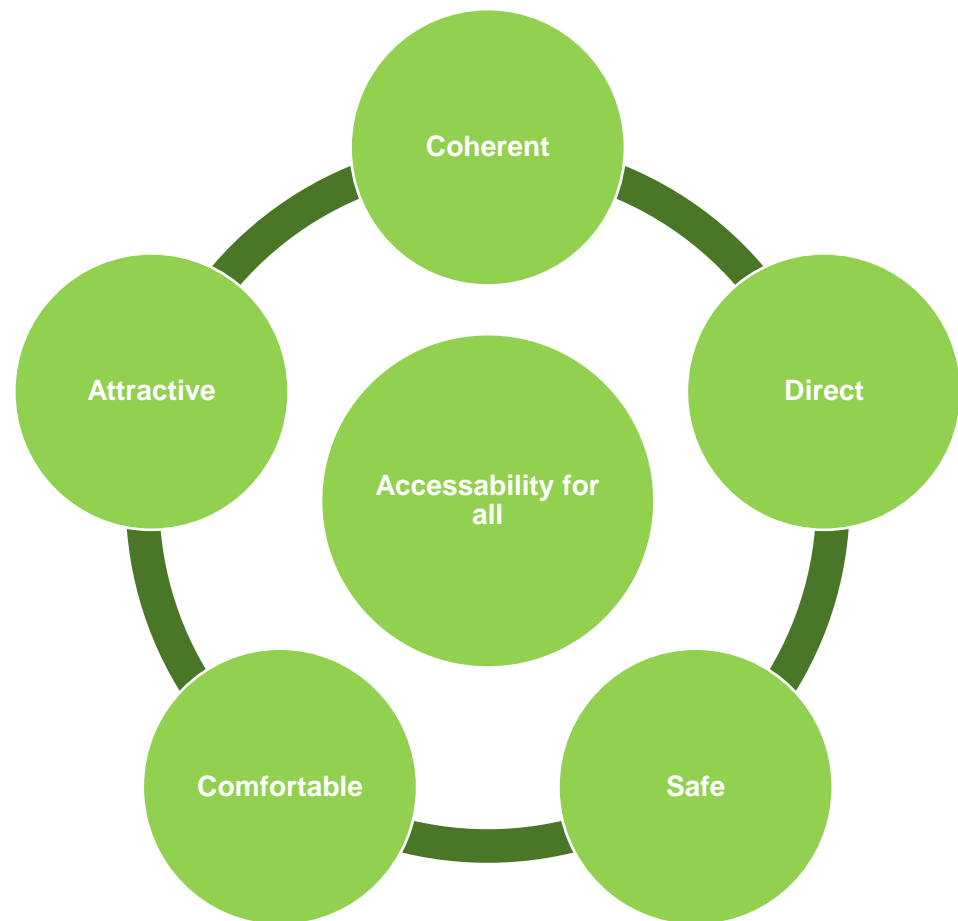 Coherent
Direct
Safe
Comfortable
Attractive
Accessability for
all